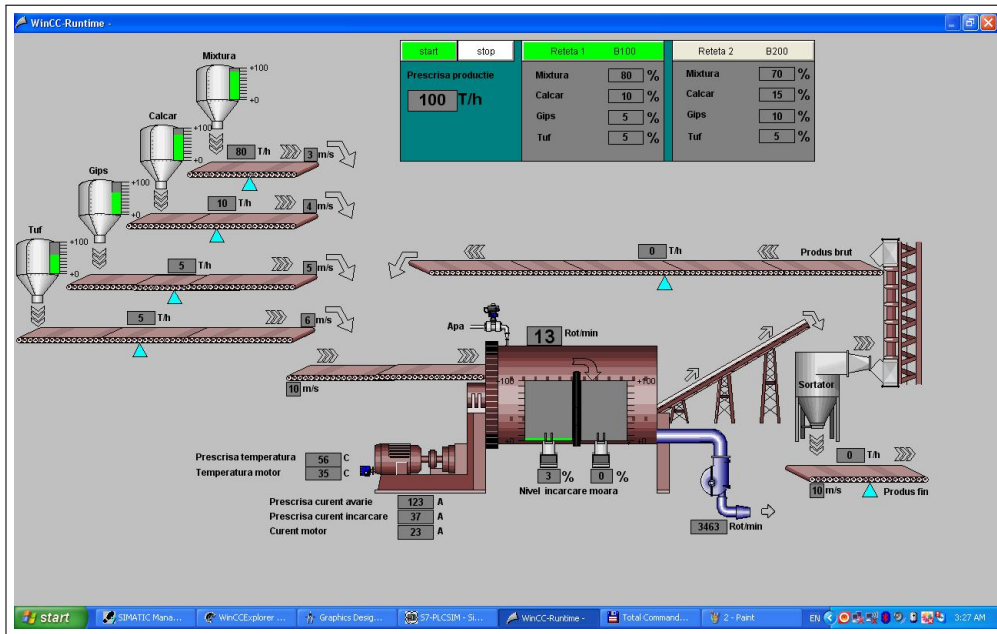 WinCC-Runtime -
start stop
Prescrisa productie
100 T/h
Reteta 1 B100
Mixtura 80 %
Calcar 10 %
Gips 5 %
Tuf 5 %
Reteta 2 B200
Mixtura 70 %
Calcar 15 %
Gips 10 %
Tuf 5 %
Mixtura
+100
+0
80 T/h 3 m/s
Calcar
+100
+0
10 T/h 4 m/s
Gips
+100
+0
5 T/h 5 m/s
Tuf
+100
+0
5 T/h 6 m/s
0 T/h Produs brut
Apa
13 Rot/min
10 m/s
-100 +100
Sortator
3 % 0 %
Nivel incarcare moara
Prescrisa temperatura 56 C
Temperatura motor 35 C
Prescrisa curent avarie 123 A
Prescrisa curent incarcare 37 A
Curent motor 23 A
3463 Rot/min
0 T/h
10 m/s Produs fin
start SIMATIC Mana... WinCCExplorer ... Graphics Desig... S7-PLCSIM - Si... WinCC-Runtime - Total Command... 2 - Paint EN 3:27 AM